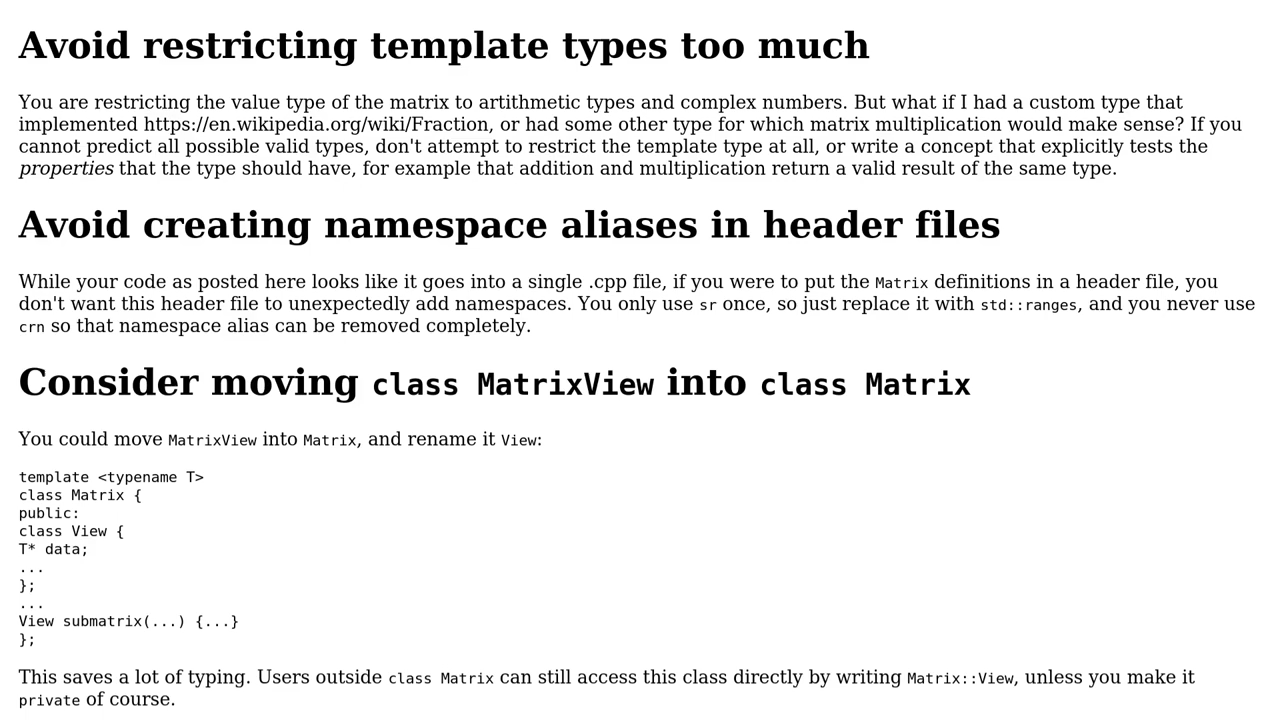 Avoid restricting template types too much
You are restricting the value type of the matrix to artithmetic types and complex numbers. But what if I had a custom type that
implemented https://en.wikipedia.org/wiki/Fraction, or had some other type for which matrix multiplication would make sense? If you
cannot predict all possible valid types, don't attempt to restrict the template type at all, or write a concept that explicitly tests the
properties that the type should have, for example that addition and multiplication return a valid result of the same type.
Avoid creating namespace aliases in header files
While your code as posted here looks like it goes into a single .cpp file, if you were to put the Matrix definitions in a header file, you
don't want this header file to unexpectedly add namespaces. You only use sr once, so just replace it with std::ranges, and you never use
crn so that namespace alias can be removed completely.
Consider moving class MatrixView into class Matrix
You could move MatrixView into Matrix, and rename it View:
template <typename T>
class Matrix {
public:
class View {
T* data;
...
};
...
View submatrix(...) {...}
};
This saves a lot of typing. Users outside class Matrix can still access this class directly by writing Matrix::View, unless you make it
private of course.